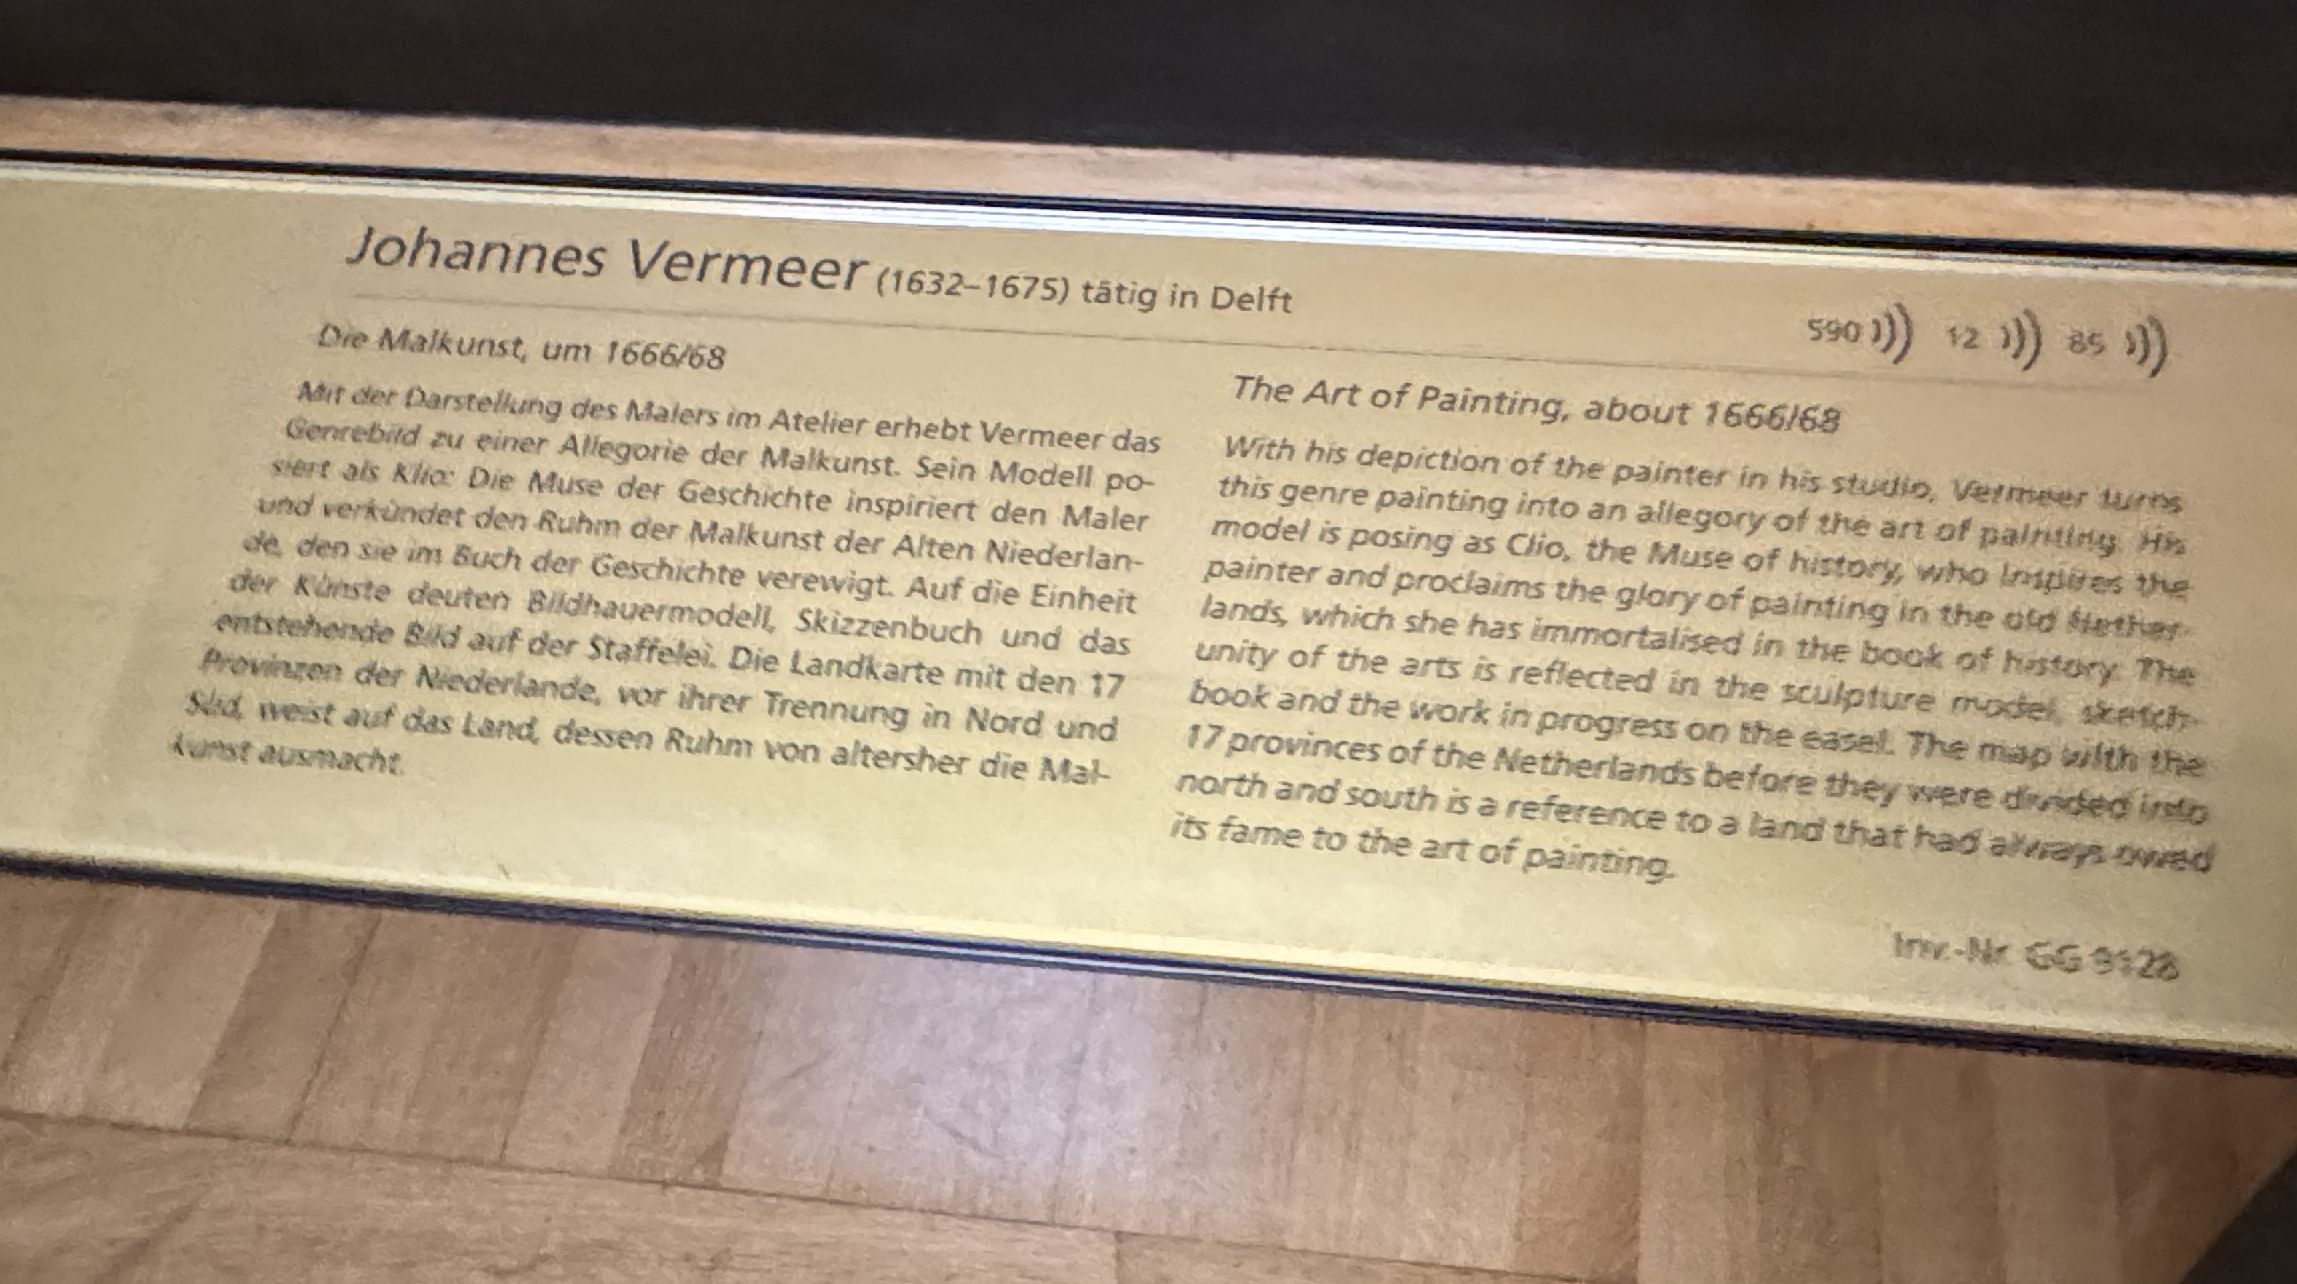 Johannes Vermeer (1632–1675) tätig in Delft
590 12 85
Die Malkunst, um 1666/68
Mit der Darstellung des Malers im Atelier erhebt Vermeer das
Genrebild zu einer Allegorie der Malkunst. Sein Modell po-
siert als Klio: Die Muse der Geschichte inspiriert den Maler
und verkündet den Ruhm der Malkunst der Alten Niederlan-
de, den sie im Buch der Geschichte verewigt. Auf die Einheit
der Künste deuten Bildhauermodell, Skizzenbuch und das
entstehende Bild auf der Staffelei. Die Landkarte mit den 17
Provinzen der Niederlande, vor ihrer Trennung in Nord und
Süd, weist auf das Land, dessen Ruhm von altersher die Mal-
kunst ausmacht.
The Art of Painting, about 1666/68
With his depiction of the painter in his studio, Vermeer turns
this genre painting into an allegory of the art of painting. His
model is posing as Clio, the Muse of history, who inspires the
painter and proclaims the glory of painting in the old Nether-
lands, which she has immortalised in the book of history. The
unity of the arts is reflected in the sculpture model, sketch-
book and the work in progress on the easel. The map with the
17 provinces of the Netherlands before they were divided into
north and south is a reference to a land that had always owed
its fame to the art of painting.
Inv.-Nr. GG 9128